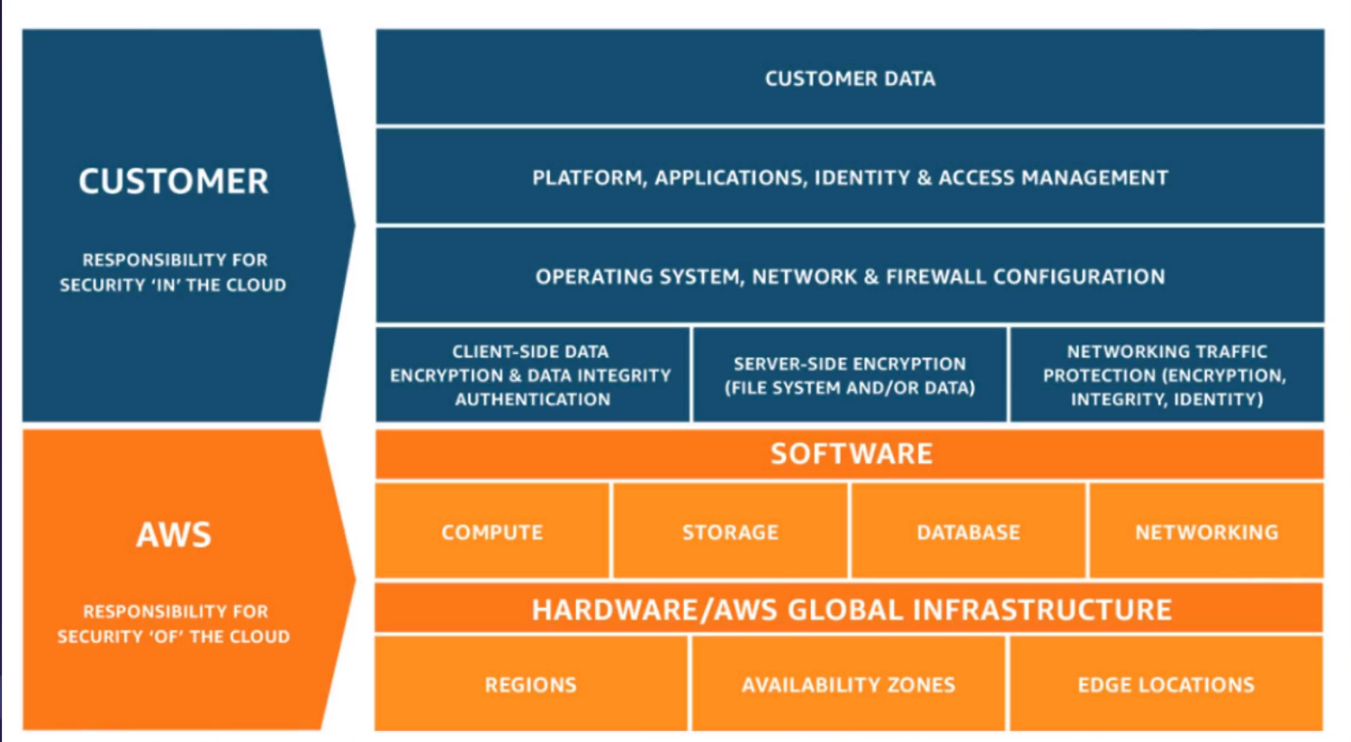 CUSTOMER
RESPONSIBILITY FOR
SECURITY ‘IN’ THE CLOUD
CUSTOMER DATA
PLATFORM, APPLICATIONS, IDENTITY & ACCESS MANAGEMENT
OPERATING SYSTEM, NETWORK & FIREWALL CONFIGURATION
CLIENT-SIDE DATA
ENCRYPTION & DATA INTEGRITY
AUTHENTICATION
SERVER-SIDE ENCRYPTION
(FILE SYSTEM AND/OR DATA)
NETWORKING TRAFFIC
PROTECTION (ENCRYPTION,
INTEGRITY, IDENTITY)
AWS
RESPONSIBILITY FOR
SECURITY ‘OF’ THE CLOUD
SOFTWARE
COMPUTE
STORAGE
DATABASE
NETWORKING
HARDWARE/AWS GLOBAL INFRASTRUCTURE
REGIONS
AVAILABILITY ZONES
EDGE LOCATIONS